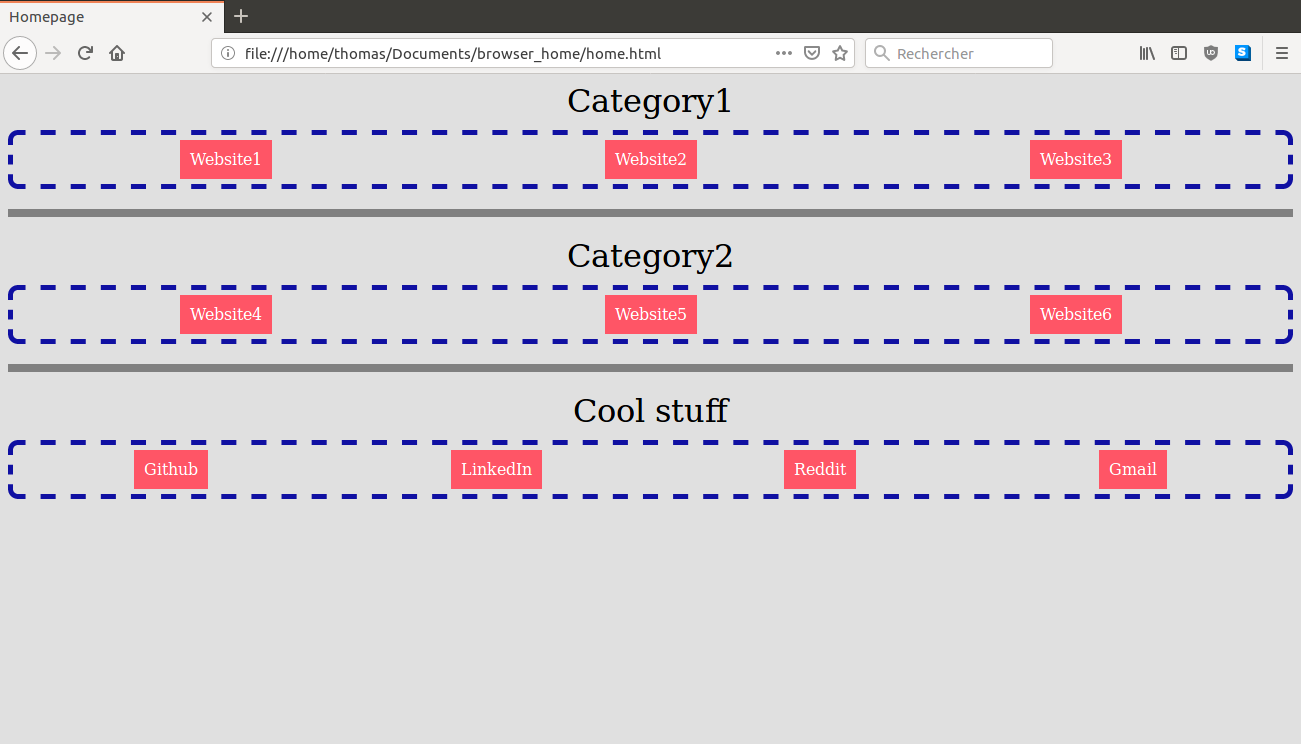 Homepage
file:///home/thomas/Documents/browser_home/home.html Rechercher
Category1
Website1 Website2 Website3
Category2
Website4 Website5 Website6
Cool stuff
Github LinkedIn Reddit Gmail